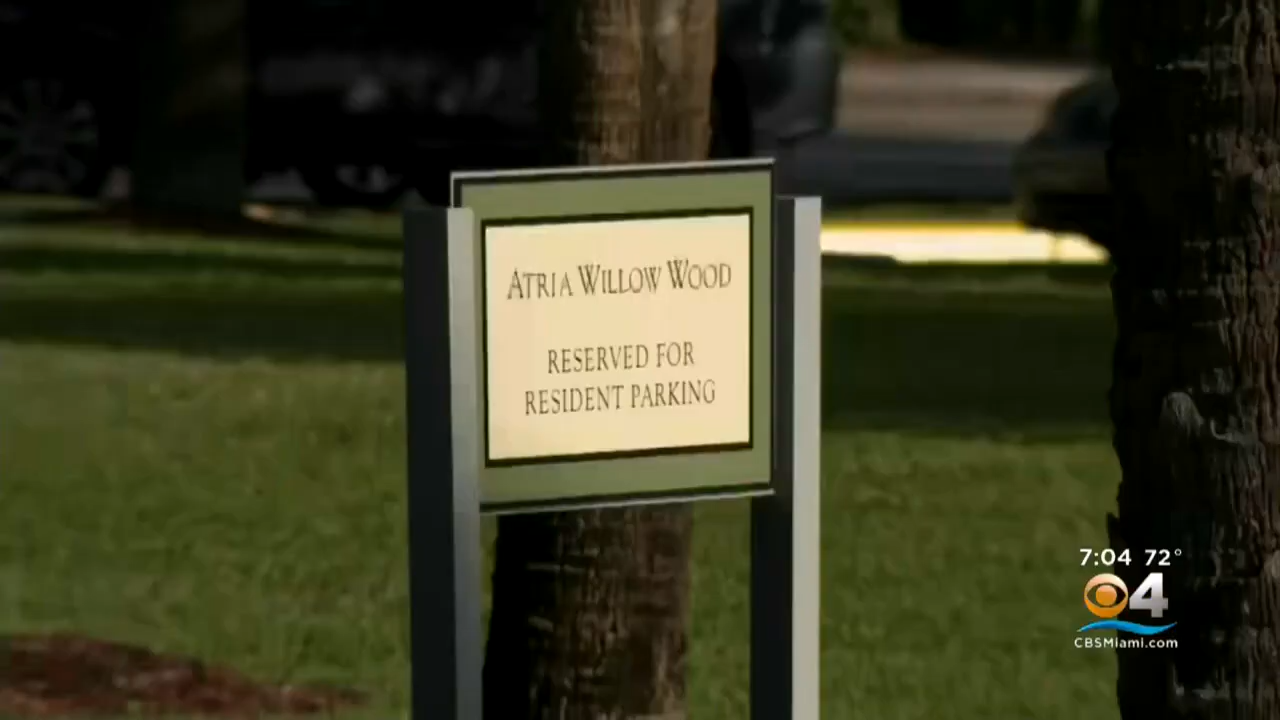 ATRIA WILLOW WOOD
RESERVED FOR
RESIDENT PARKING
7:04 72°
4
CBSMiami.com